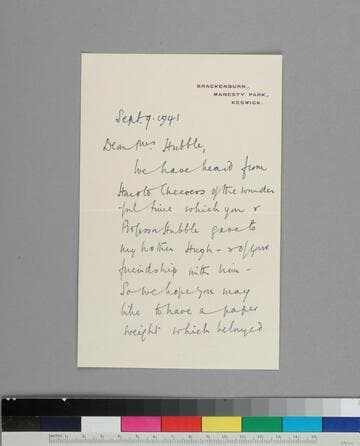 BRACKENBURN,
MANESTY PARK,
KESWICK.
Sept. 9. 1941
Dear Mrs Hubble,
We have heard from
Harold Cheevers of the wonder
-ful time which you &
Professor Hubble gave to
my brother Hugh - & of your
friendship with him -
So we hope you may
like to have a paper
weight which belonged